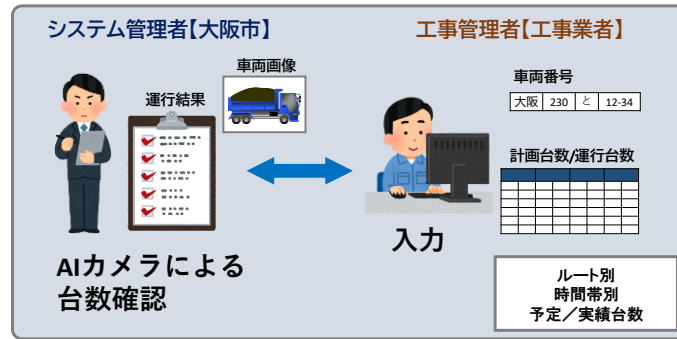 システム管理者【大阪市】
工事管理者【工事業者】
車両画像
運行結果
車両番号
大阪 230 と 12-34
計画台数/運行台数
入力
AIカメラによる
台数確認
ルート別
時間帯別
予定／実績台数